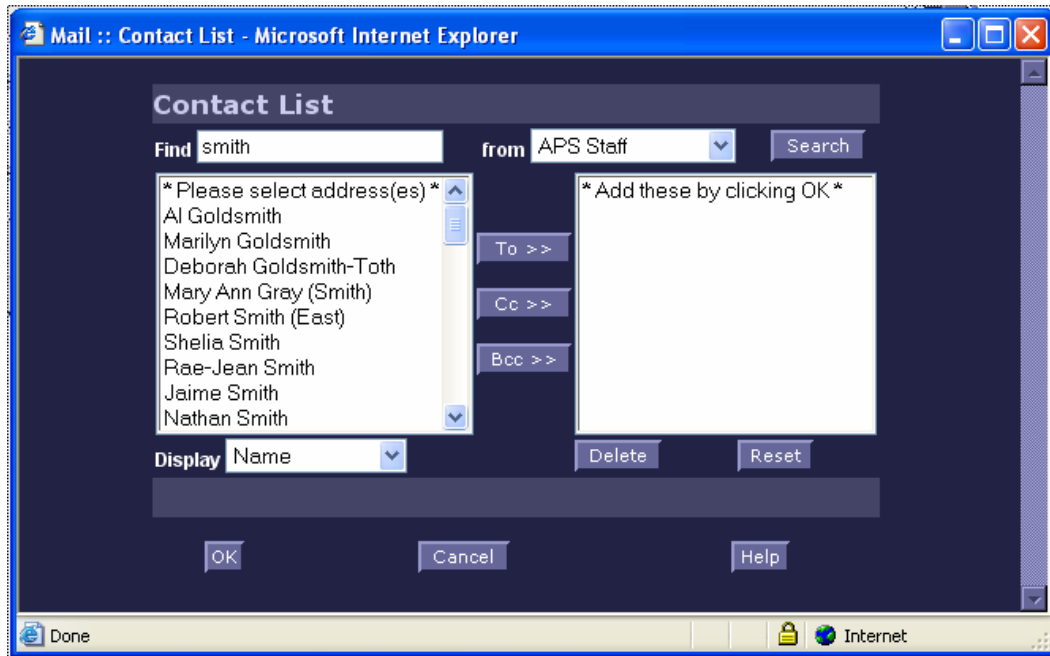 Mail :: Contact List - Microsoft Internet Explorer
Contact List
Find smith from APS Staff Search
* Please select address(es) *
Al Goldsmith
Marilyn Goldsmith
Deborah Goldsmith-Toth
Mary Ann Gray (Smith)
Robert Smith (East)
Shelia Smith
Rae-Jean Smith
Jaime Smith
Nathan Smith
To >>
Cc >>
Bcc >>
* Add these by clicking OK *
Display Name Delete Reset
OK Cancel Help
Done Internet